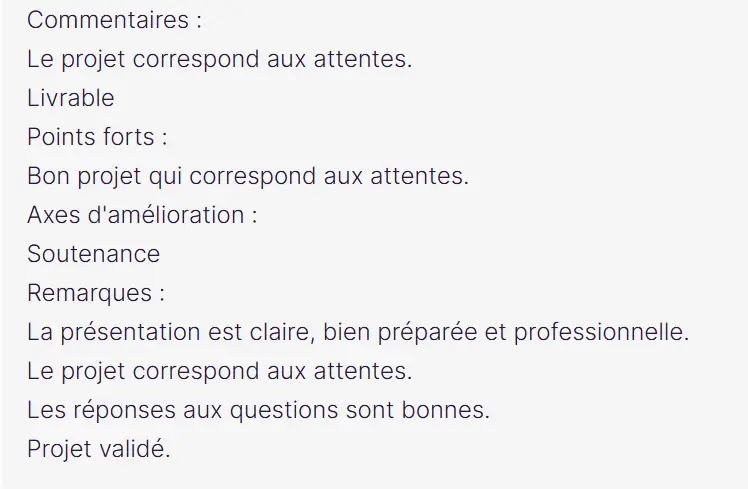 Commentaires :
Le projet correspond aux attentes.
Livrable
Points forts :
Bon projet qui correspond aux attentes.
Axes d'amélioration :
Soutenance
Remarques :
La présentation est claire, bien préparée et professionnelle.
Le projet correspond aux attentes.
Les réponses aux questions sont bonnes.
Projet validé.